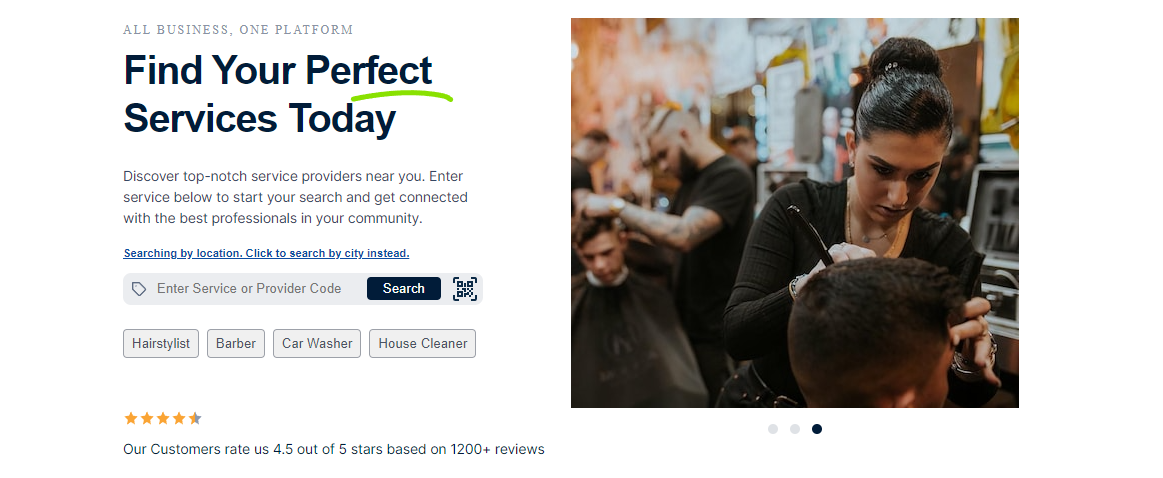 ALL BUSINESS, ONE PLATFORM
Find Your Perfect
Services Today
Discover top-notch service providers near you. Enter
service below to start your search and get connected
with the best professionals in your community.
Searching by location. Click to search by city instead.
Enter Service or Provider Code
Search
Hairstylist
Barber
Car Washer
House Cleaner
Our Customers rate us 4.5 out of 5 stars based on 1200+ reviews